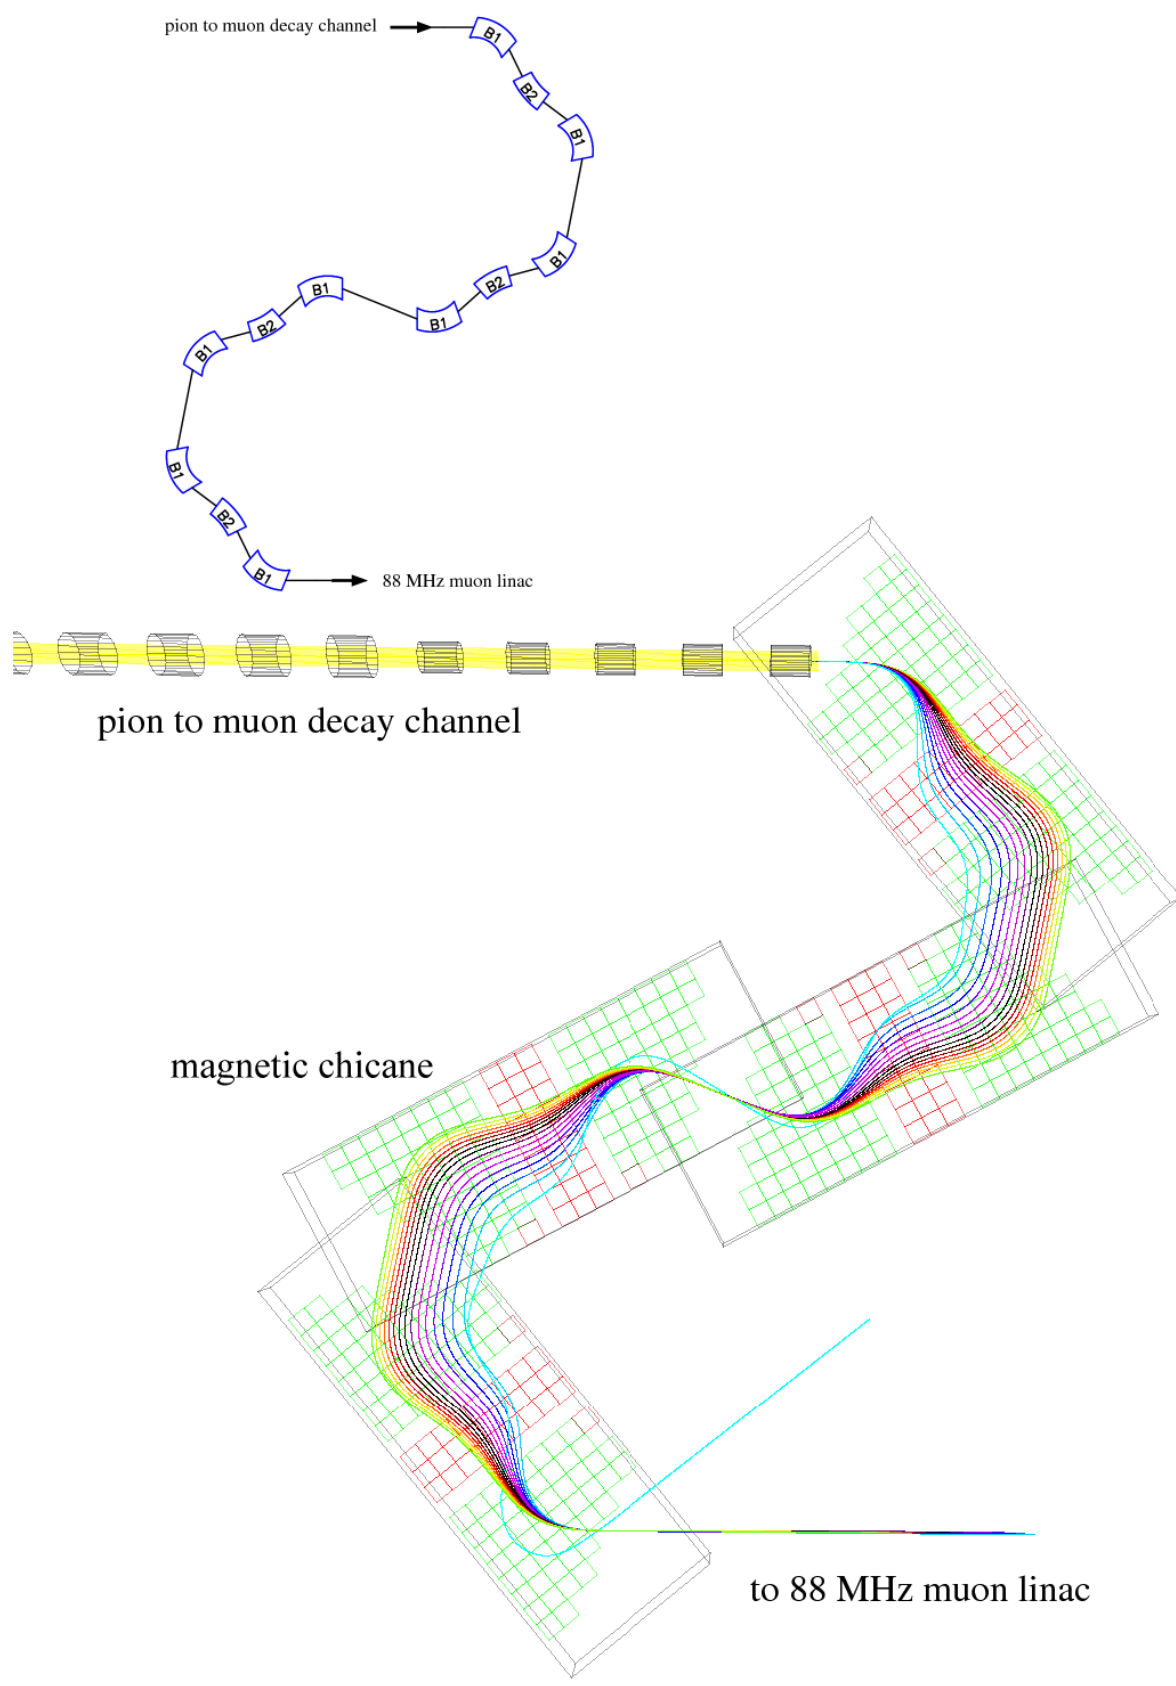 pion to muon decay channel
B1
B2
B1
B1
B2
B1
B1
B2
B1
B1
B2
B1
88 MHz muon linac
pion to muon decay channel
magnetic chicane
to 88 MHz muon linac